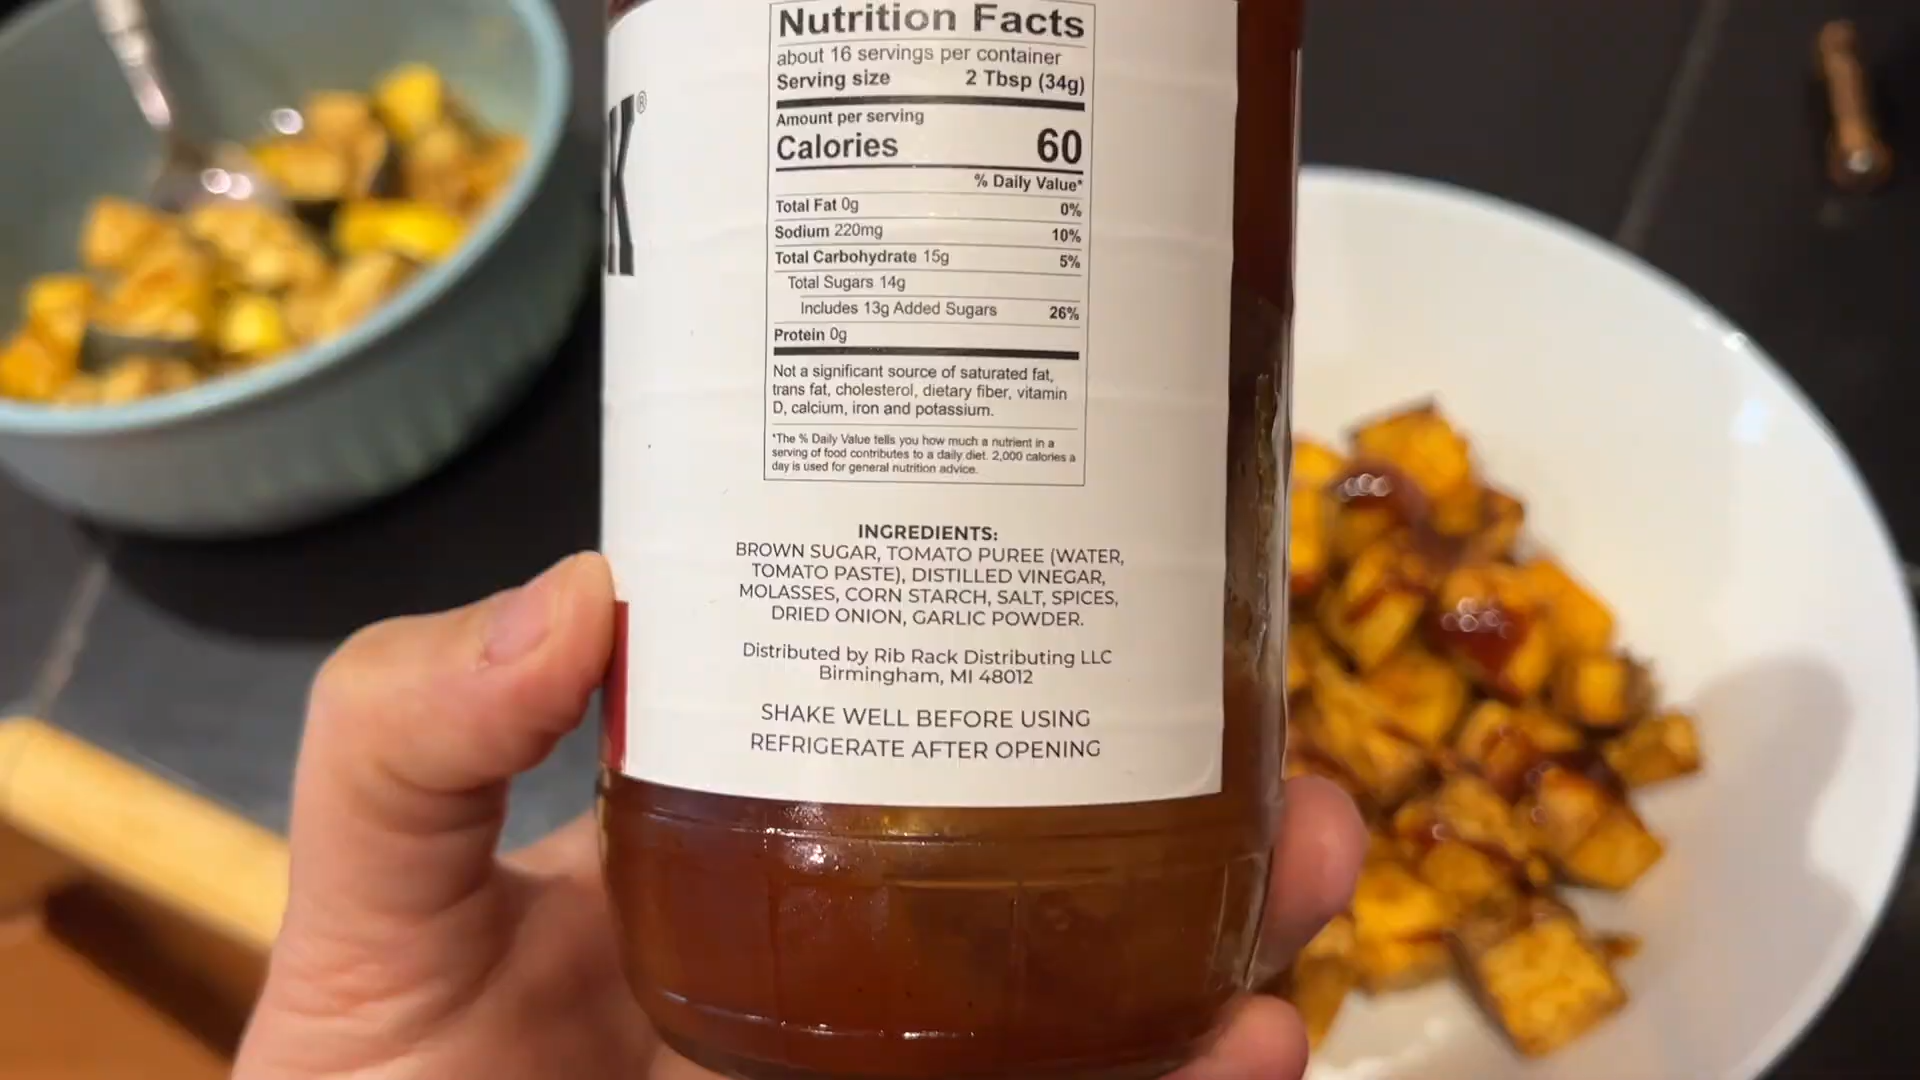 K®
Nutrition Facts
about 16 servings per container
Serving size 2 Tbsp (34g)
Amount per serving
Calories 60
% Daily Value*
Total Fat 0g 0%
Sodium 220mg 10%
Total Carbohydrate 15g 5%
Total Sugars 14g
Includes 13g Added Sugars 26%
Protein 0g
Not a significant source of saturated fat,
trans fat, cholesterol, dietary fiber, vitamin
D, calcium, iron and potassium.
*The % Daily Value tells you how much a nutrient in a
serving of food contributes to a daily diet. 2,000 calories a
day is used for general nutrition advice.
INGREDIENTS:
BROWN SUGAR, TOMATO PUREE (WATER,
TOMATO PASTE), DISTILLED VINEGAR,
MOLASSES, CORN STARCH, SALT, SPICES,
DRIED ONION, GARLIC POWDER.
Distributed by Rib Rack Distributing LLC
Birmingham, MI 48012
SHAKE WELL BEFORE USING
REFRIGERATE AFTER OPENING